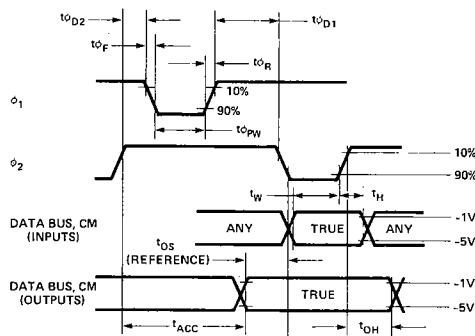 tϕD2
tϕD1
tϕF
tϕR
ϕ1
10%
90%
tϕPW
ϕ2
10%
90%
tW
tH
DATA BUS, CM
(INPUTS)
ANY
TRUE
ANY
-1V
-5V
tOS
(REFERENCE)
DATA BUS, CM
(OUTPUTS)
TRUE
-1V
-5V
tACC
tOH